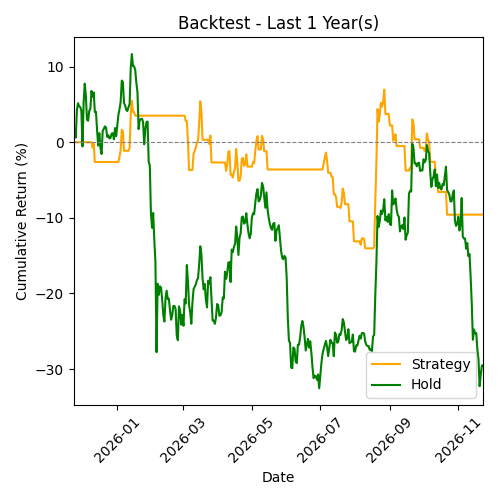 Backtest - Last 1 Year(s)
Cumulative Return (%)
10
0
−10
−20
−30
2026-01
2026-03
2026-05
2026-07
2026-09
2026-11
Date
Strategy
Hold